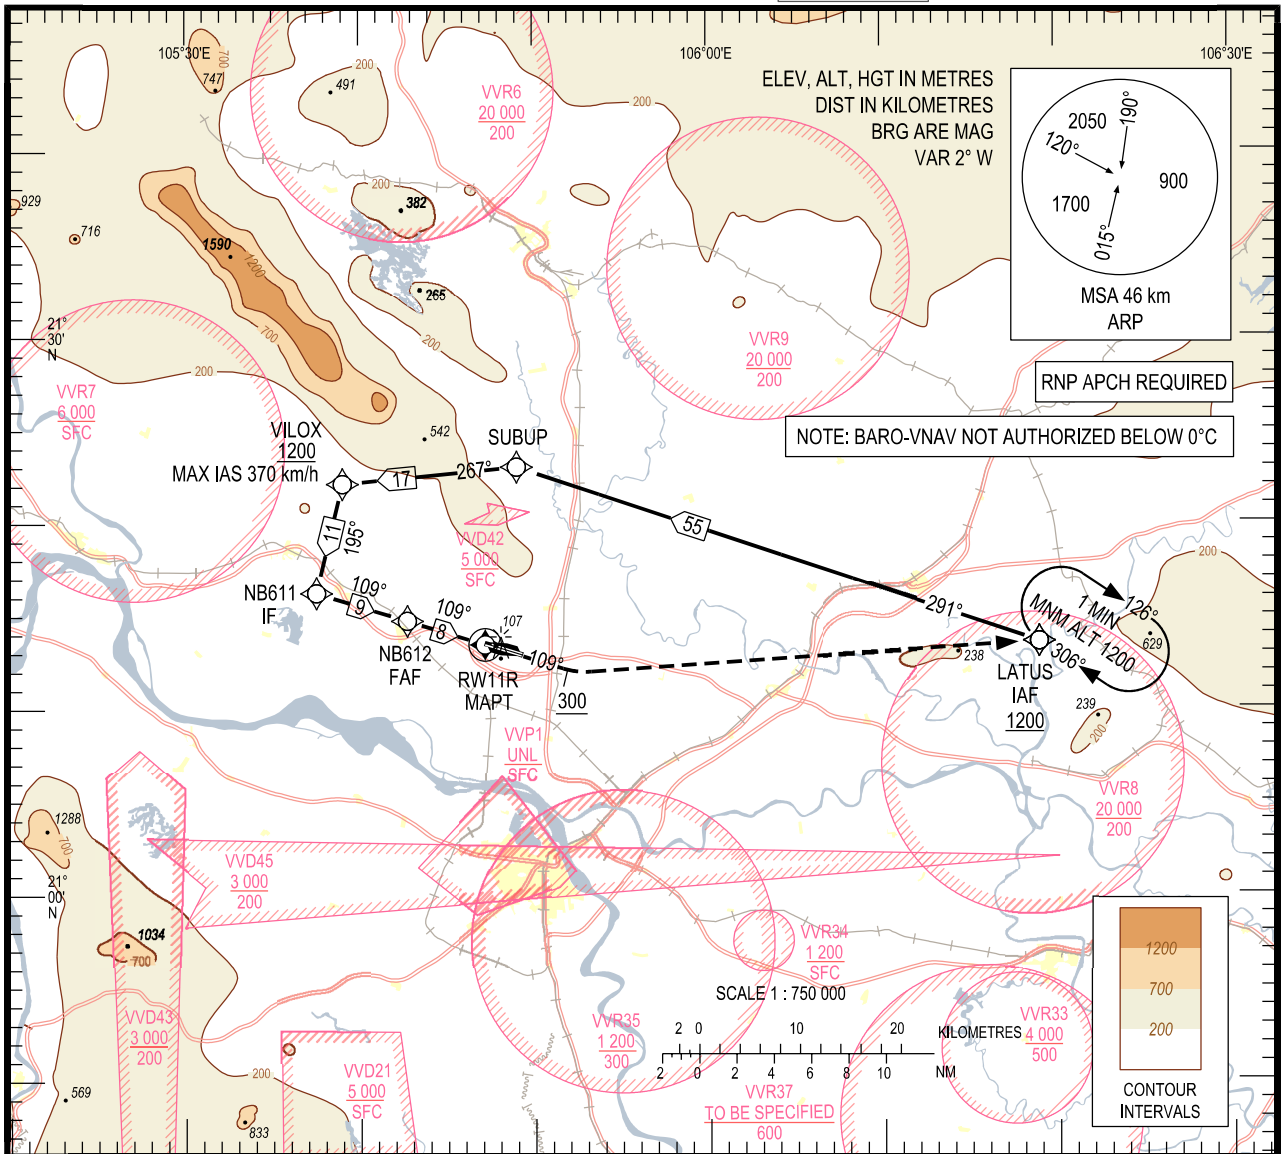 105°30'E
106°00'E
106°30'E
700
747
200
491
VVR6
20 000
200
200
ELEV, ALT, HGT IN METRES
DIST IN KILOMETRES
BRG ARE MAG
VAR 2° W
2050
190°
120°
900
1700
015°
MSA 46 km
ARP
929
716
1590
1200
700
200
382
265
200
21°
30'
N
VVR7
6 000
SFC
200
VVR9
20 000
200
RNP APCH REQUIRED
NOTE: BARO-VNAV NOT AUTHORIZED BELOW 0°C
VILOX
1200
MAX IAS 370 km/h
542
SUBUP
17
267°
55
291°
11
195°
VVD42
5 000
SFC
NB611
IF
109°
9
109°
8
107
NB612
FAF
RW11R
MAPT
109°
300
200
1 MIN
126°
MNM ALT 1200
306°
629
238
LATUS
IAF
1200
239
200
VVP1
UNL
SFC
VVR8
20 000
200
1288
700
VVD45
3 000
200
21°
00'
N
1034
700
VVR34
1 200
SFC
SCALE 1 : 750 000
VVD43
3 000
200
VVR35
1 200
300
2 0 10 20 KILOMETRES
2 0 2 4 6 8 10 NM
VVR33
4 000
500
1200
700
200
CONTOUR
INTERVALS
569
200
833
VVD21
5 000
SFC
VVR37
TO BE SPECIFIED
600